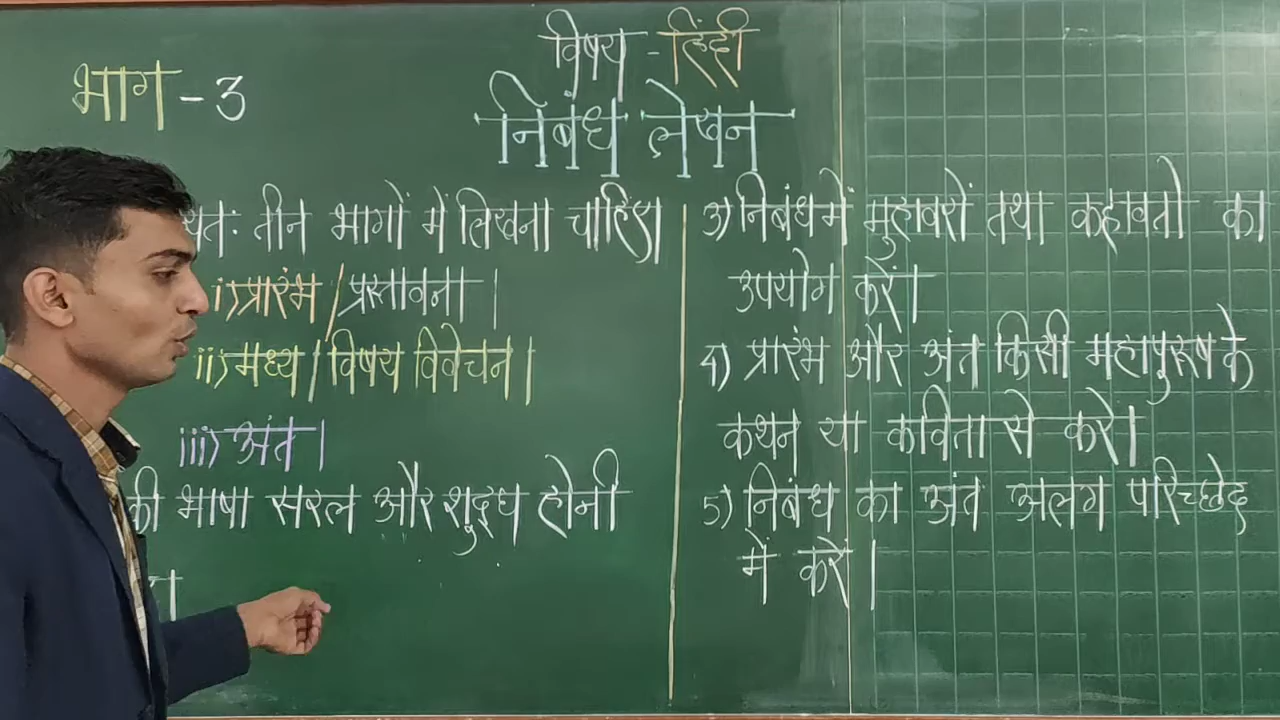 विषय - हिंदी
भाग - 3
निबंध लेखन
यतः तीन भागों में लिखना चाहिए।
i) प्रारंभ / प्रस्तावना ।
ii) मध्य / विषय विवेचन ।
iii) अंत ।
की भाषा सरल और शुद्ध होनी
3) निबंध में मुहावरों तथा कहावतो का
उपयोग करें।
4) प्रारंभ और अंत किसी महापुरूष के
कथन या कविता से करे।
5) निबंध का अंत अलग परिच्छेद
में करें ।